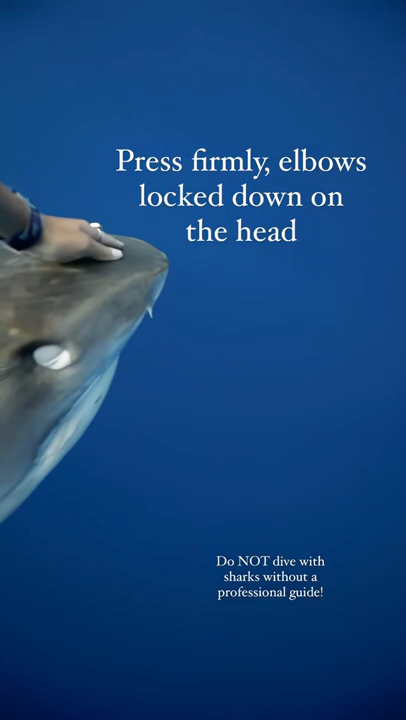 Press firmly, elbows
locked down on
the head
Do NOT dive with
sharks without a
professional guide!